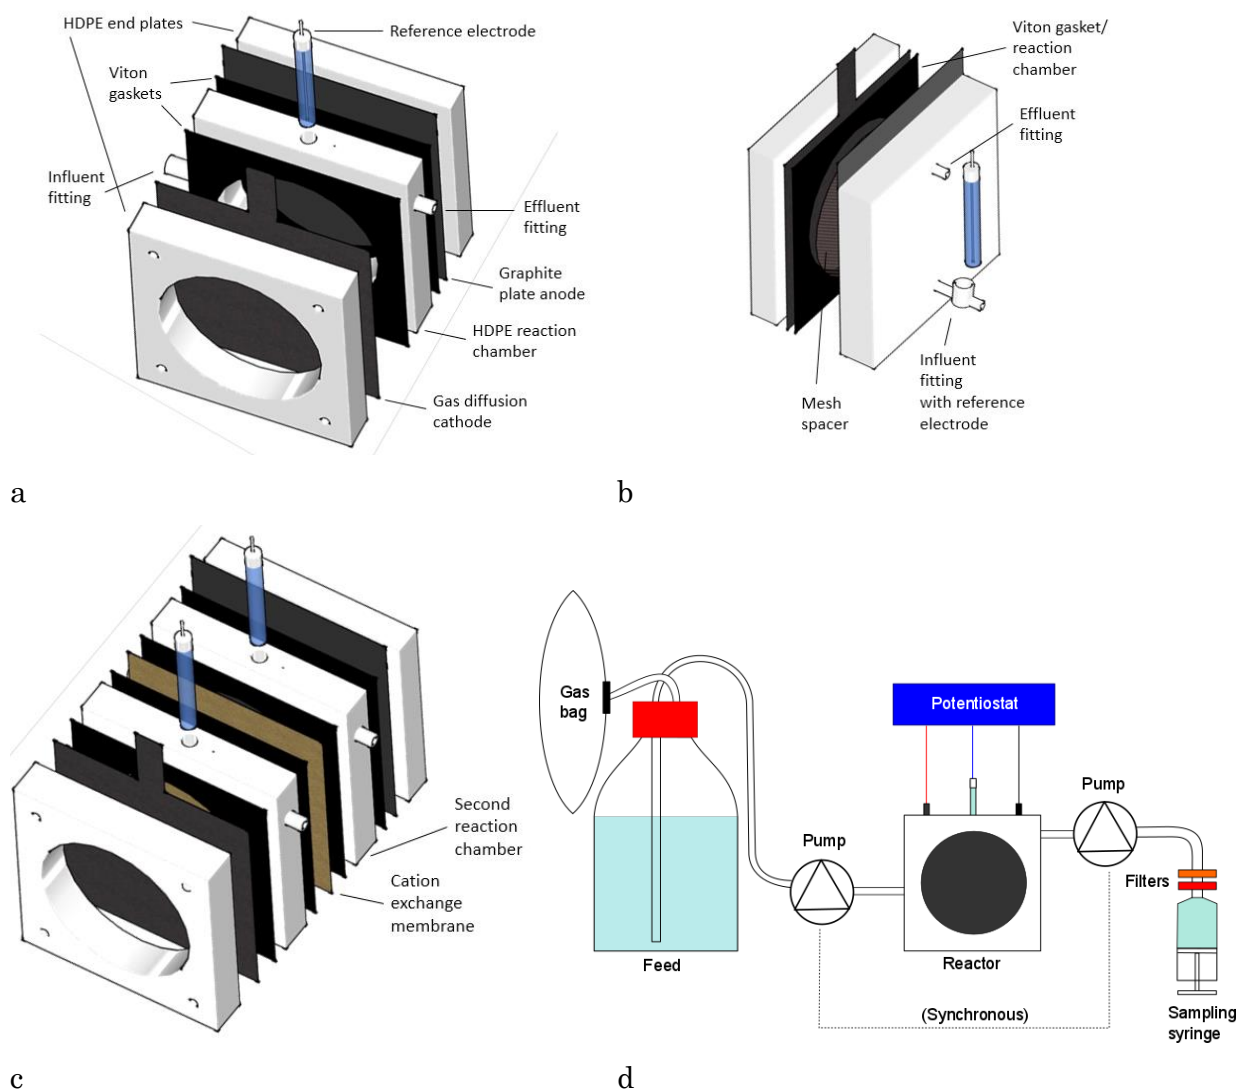 HDPE end plates
Reference electrode
Viton
gaskets
Influent
fitting
Effluent
fitting
Graphite
plate anode
HDPE reaction
chamber
Gas diffusion
cathode
a
Viton gasket/
reaction
chamber
Effluent
fitting
Influent
fitting
with reference
electrode
Mesh
spacer
b
Second
reaction
chamber
Cation
exchange
membrane
c
Gas
bag
Potentiostat
Pump
Pump
Filters
Feed
Reactor
(Synchronous)
Sampling
syringe
d